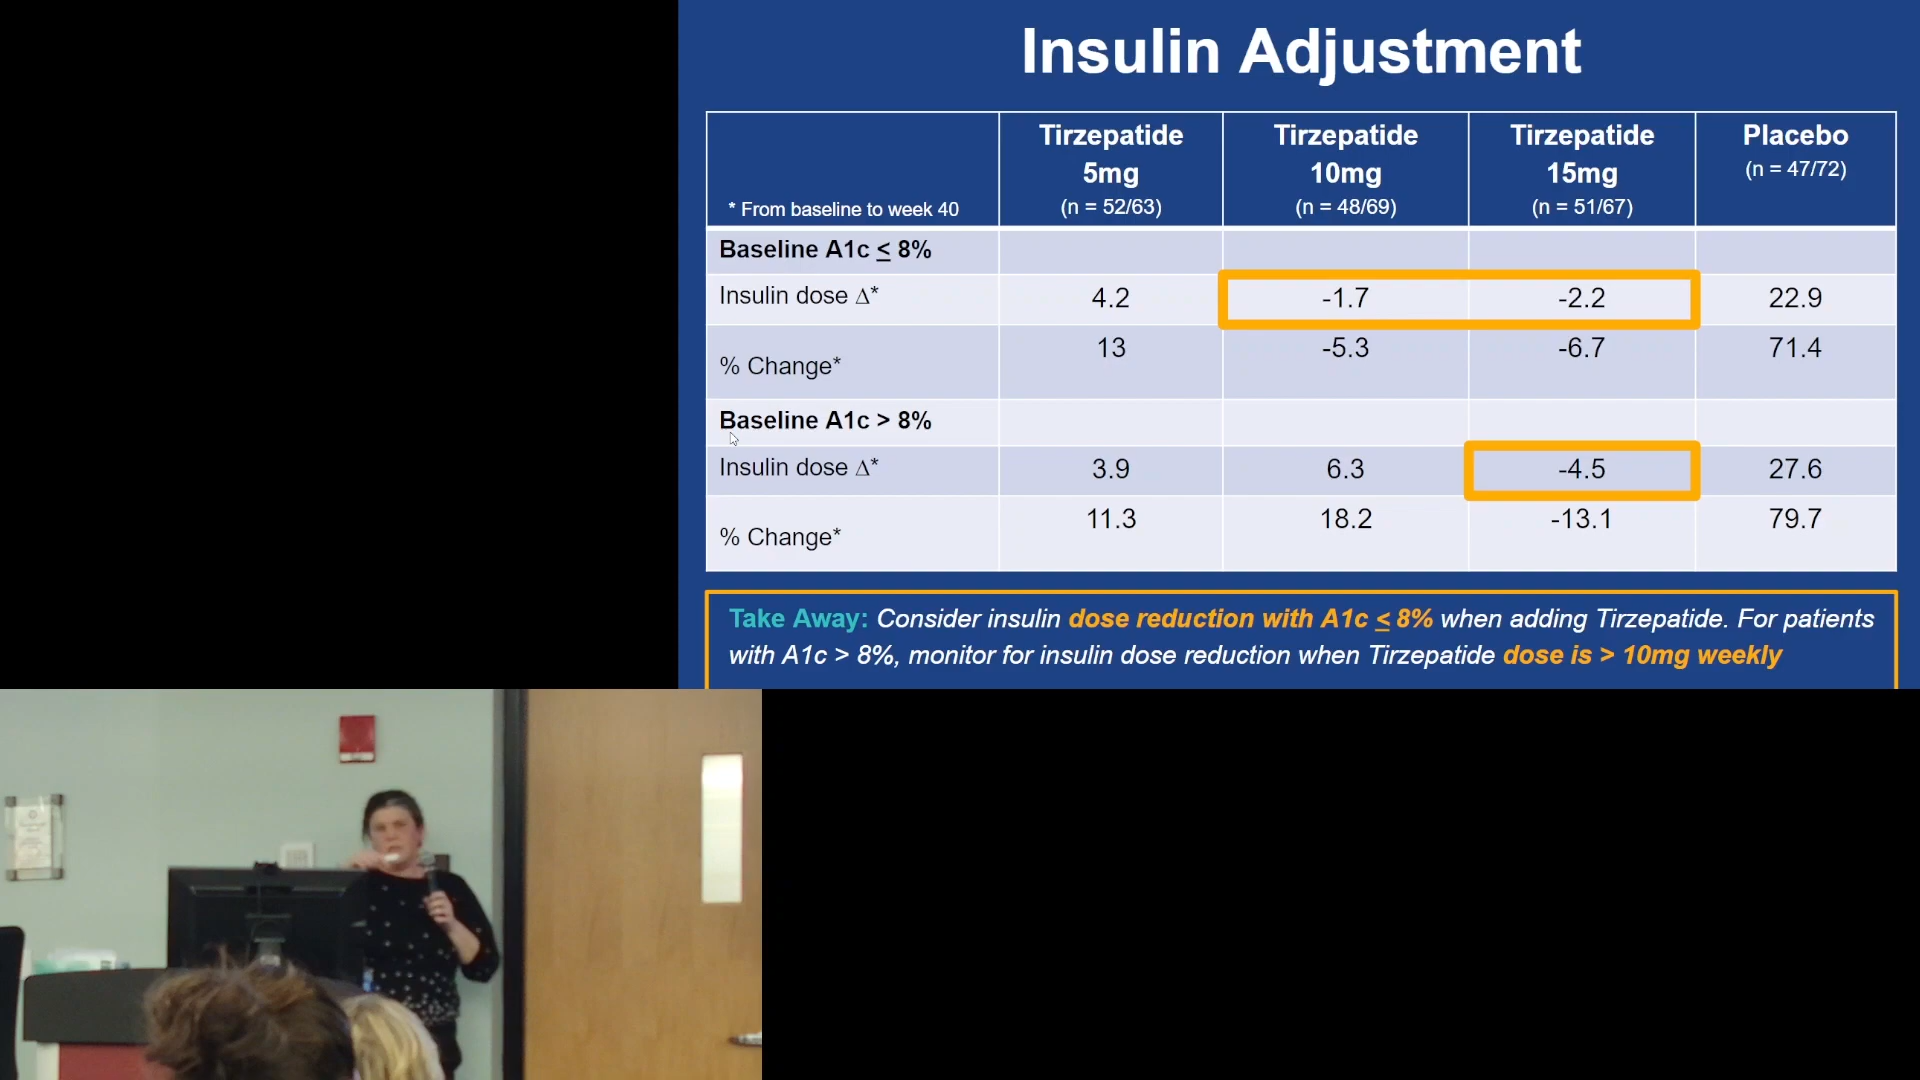 Insulin Adjustment
* From baseline to week 40
Tirzepatide
5mg
(n = 52/63)
Tirzepatide
10mg
(n = 48/69)
Tirzepatide
15mg
(n = 51/67)
Placebo
(n = 47/72)
Baseline A1c ≤ 8%
Insulin dose Δ* 4.2 -1.7 -2.2 22.9
% Change* 13 -5.3 -6.7 71.4
Baseline A1c > 8%
Insulin dose Δ* 3.9 6.3 -4.5 27.6
% Change* 11.3 18.2 -13.1 79.7
Take Away: Consider insulin dose reduction with A1c ≤ 8% when adding Tirzepatide. For patients
with A1c > 8%, monitor for insulin dose reduction when Tirzepatide dose is > 10mg weekly